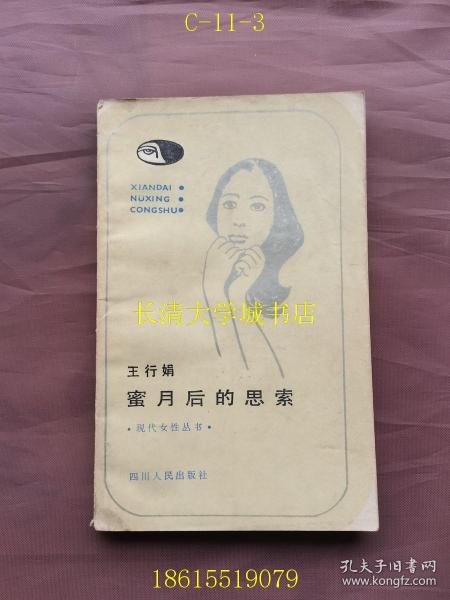 C-11-3
XIANDAI
NUXING
CONGSHU
长清大学城书店
王行娟
蜜月后的思索
·现代女性丛书·
四川人民出版社
18615519079
孔夫子旧书网
www.kongfz.com